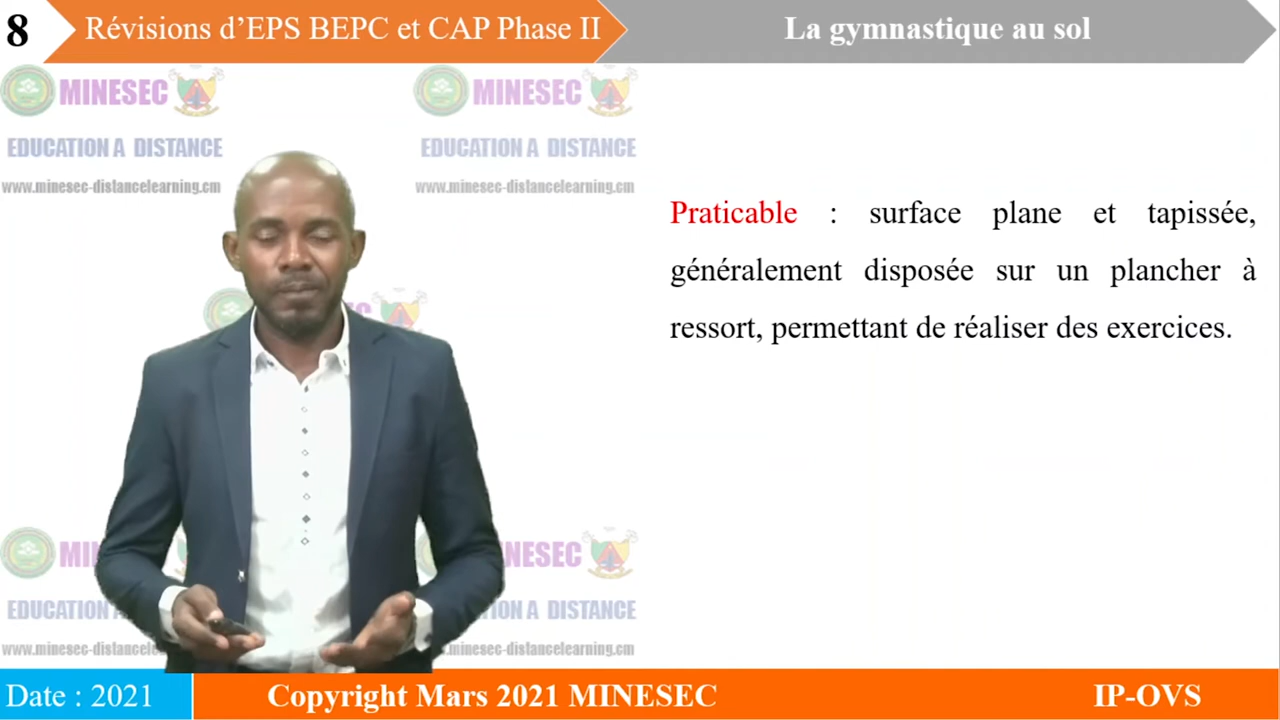 8
Révisions d’EPS BEPC et CAP Phase II
La gymnastique au sol
MINESEC
MINESEC
EDUCATION A DISTANCE
EDUCATION A DISTANCE
www.minesec-distancelearning.cm
www.minesec-distancelearning.cm
Praticable : surface plane et tapissée,
généralement disposée sur un plancher à
ressort, permettant de réaliser des exercices.
Date : 2021
Copyright Mars 2021 MINESEC
IP-OVS